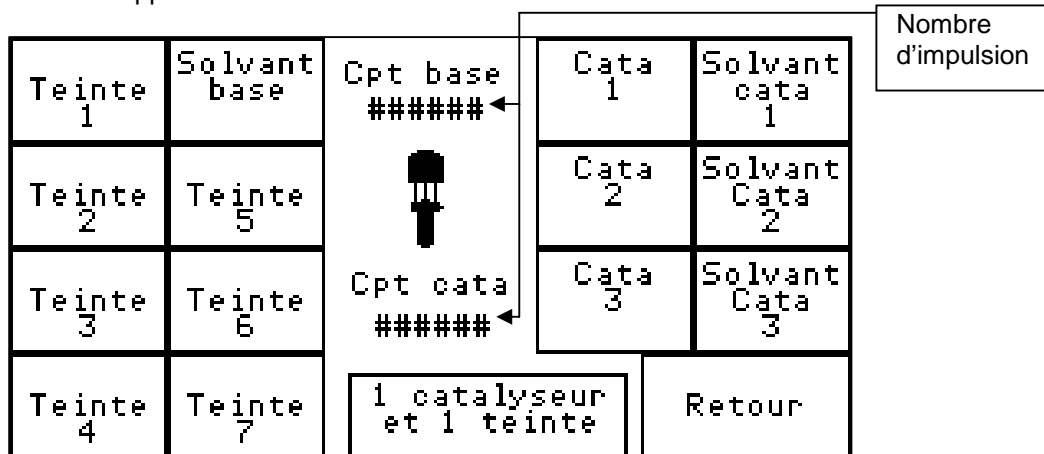 Nombre
d'impulsion
Teinte
1
Solvant
base
Cpt base
######
Cata
1
Solvant
cata
1
Teinte
2
Teinte
5
Cata
2
Solvant
Cata
2
Teinte
3
Teinte
6
Cpt cata
######
Cata
3
Solvant
Cata
3
Teinte
4
Teinte
7
1 catalyseur
et 1 teinte
Retour